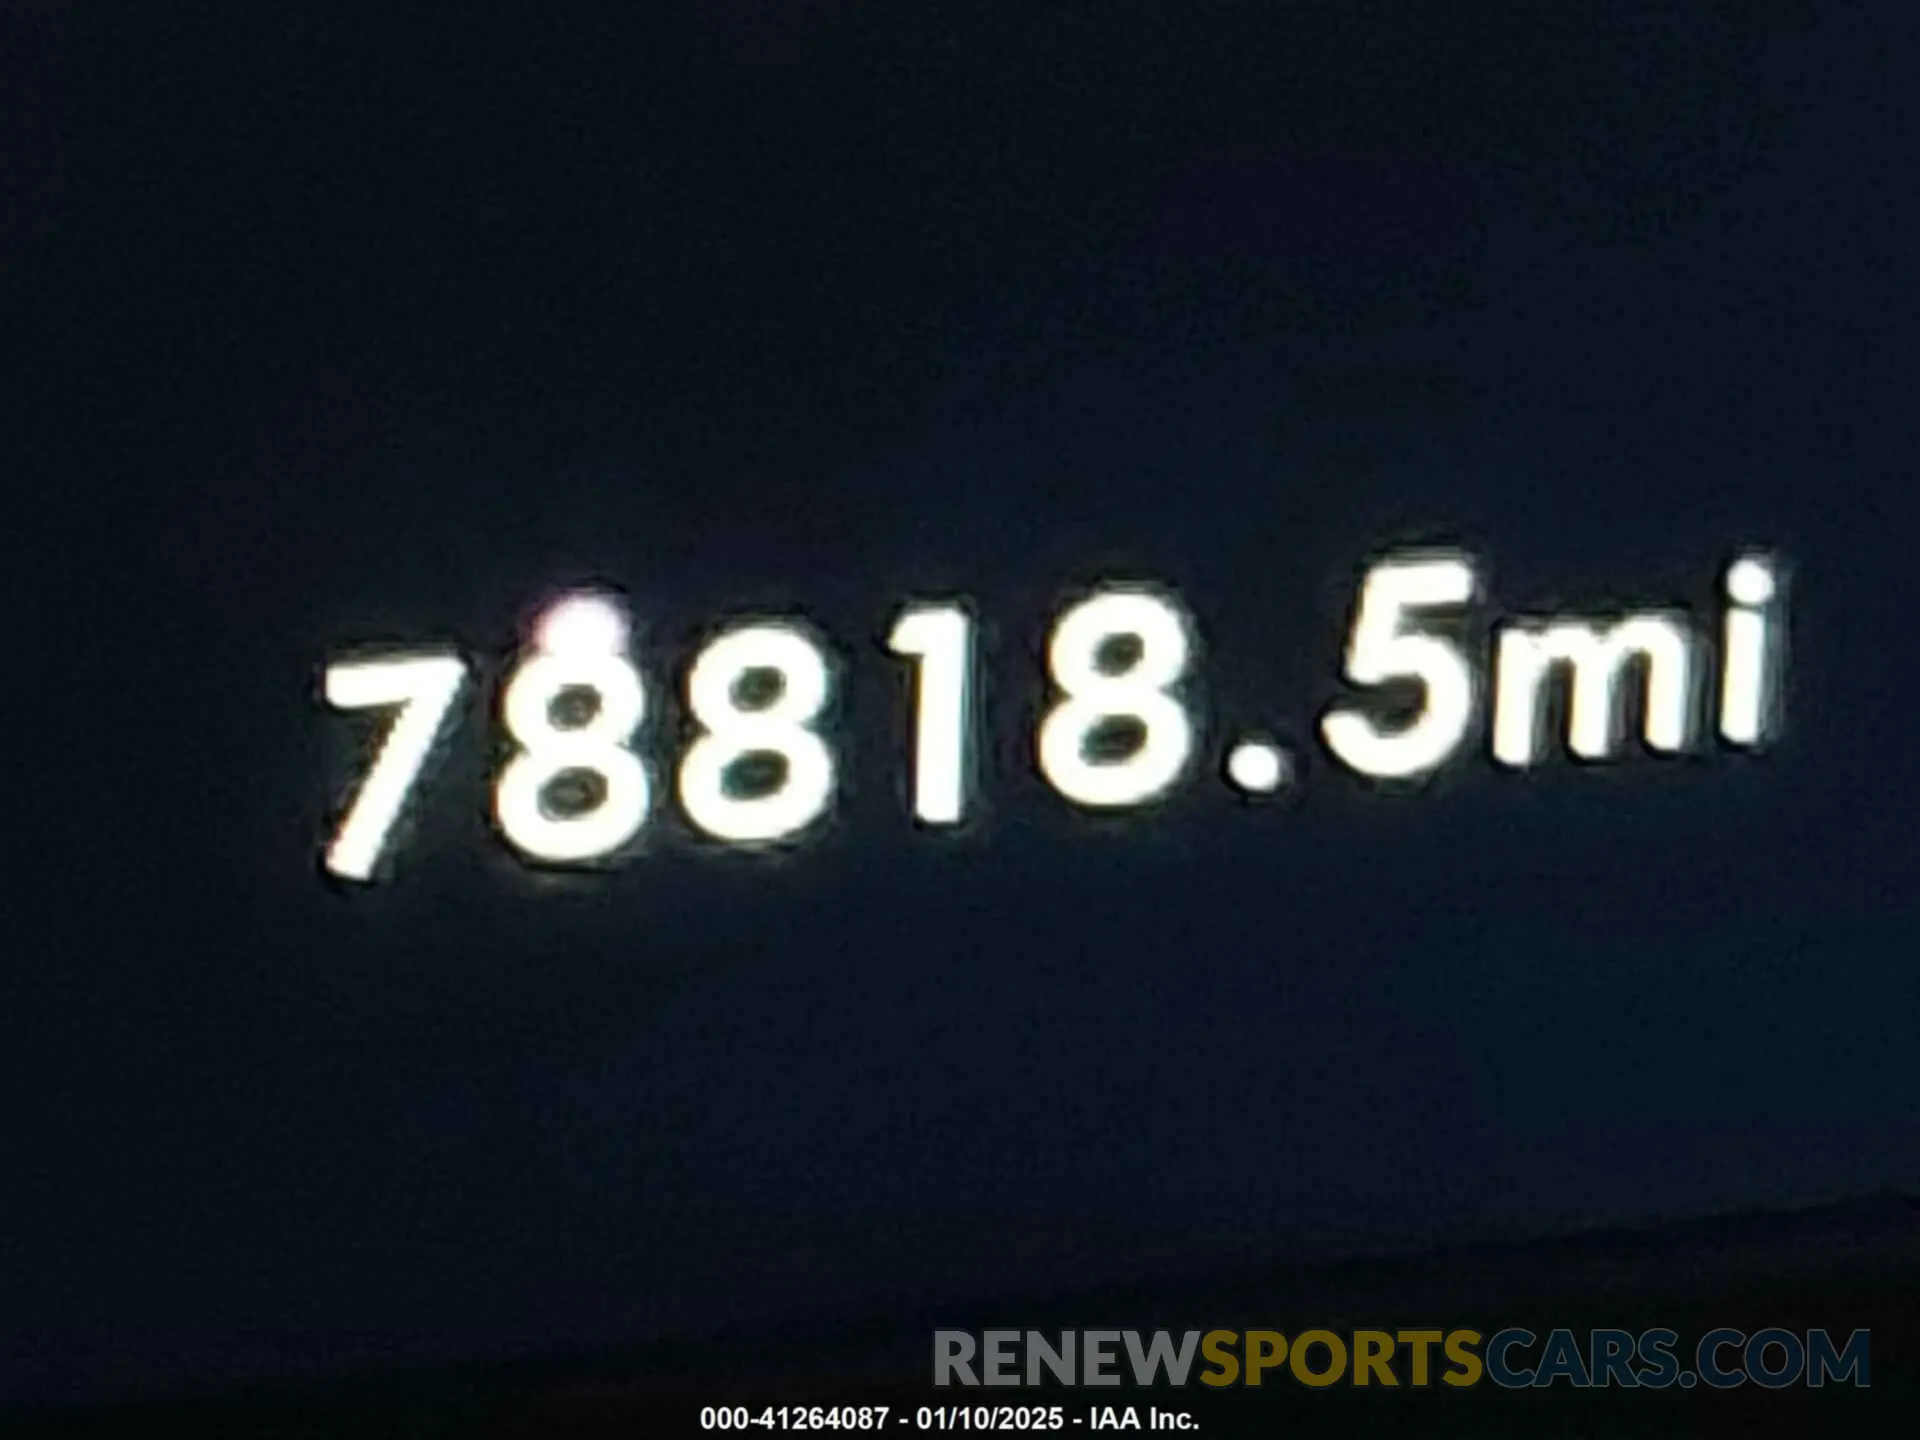 78818.5mi
RENEWSPORTSCARS.COM
000-41264087 - 01/10/2025 - IAA Inc.